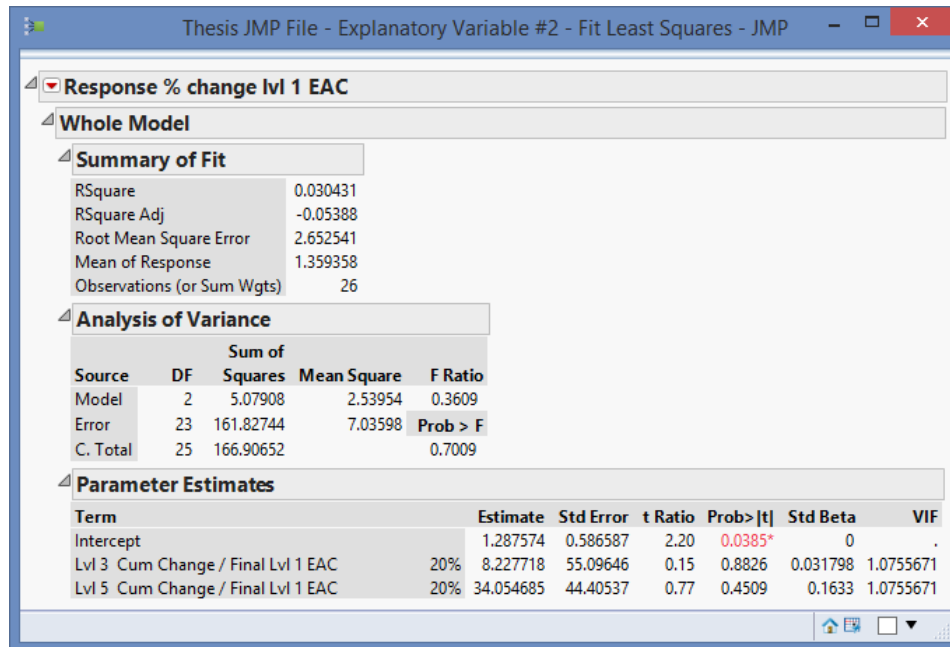 Thesis JMP File - Explanatory Variable #2 - Fit Least Squares - JMP
Response % change lvl 1 EAC
Whole Model
Summary of Fit
RSquare 0.030431
RSquare Adj -0.05388
Root Mean Square Error 2.652541
Mean of Response 1.359358
Observations (or Sum Wgts) 26
Analysis of Variance
Sum of
Source DF Squares Mean Square F Ratio
Model 2 5.07908 2.53954 0.3609
Error 23 161.82744 7.03598 Prob > F
C. Total 25 166.90652 0.7009
Parameter Estimates
Term Estimate Std Error t Ratio Prob>|t| Std Beta VIF
Intercept 1.287574 0.586587 2.20 0.0385* 0 .
Lvl 3 Cum Change / Final Lvl 1 EAC 20% 8.227718 55.09646 0.15 0.8826 0.031798 1.0755671
Lvl 5 Cum Change / Final Lvl 1 EAC 20% 34.054685 44.40537 0.77 0.4509 0.1633 1.0755671